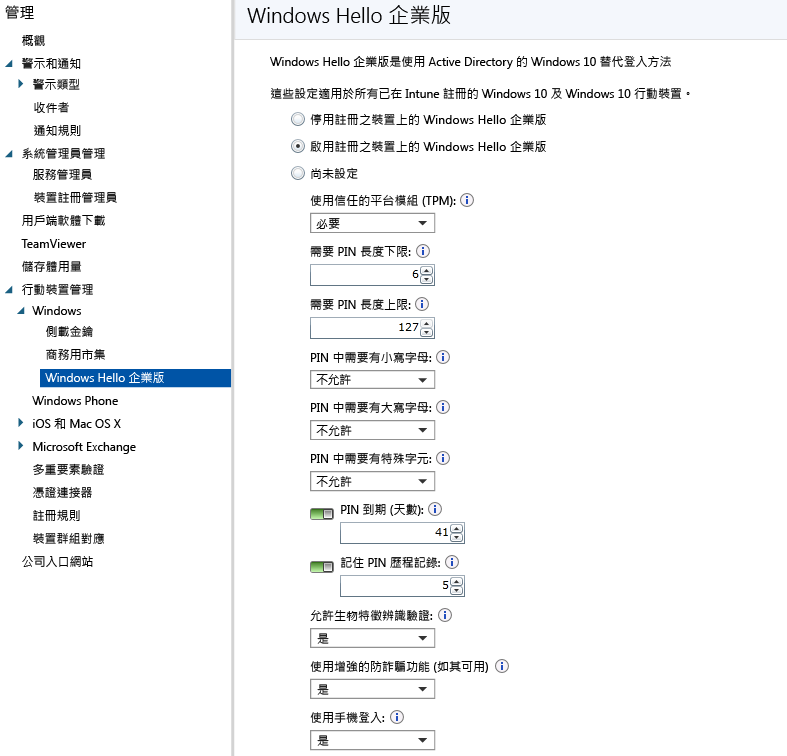 管理
概觀
警示和通知
警示類型
收件者
通知規則
系統管理員管理
服務管理員
裝置註冊管理員
用戶端軟體下載
TeamViewer
儲存體用量
行動裝置管理
Windows
側載金鑰
商務用市集
Windows Hello 企業版
Windows Phone
iOS 和 Mac OS X
Microsoft Exchange
多重要素驗證
憑證連接器
註冊規則
裝置群組對應
公司入口網站
Windows Hello 企業版
Windows Hello 企業版是使用 Active Directory 的 Windows 10 替代登入方法
這些設定適用於所有已在 Intune 註冊的 Windows 10 及 Windows 10 行動裝置。
停用註冊之裝置上的 Windows Hello 企業版
啟用註冊之裝置上的 Windows Hello 企業版
尚未設定
使用信任的平台模組 (TPM):
必要
需要 PIN 長度下限:
6
需要 PIN 長度上限:
127
PIN 中需要有小寫字母:
不允許
PIN 中需要有大寫字母:
不允許
PIN 中需要有特殊字元:
不允許
PIN 到期 (天數):
41
記住 PIN 歷程記錄:
5
允許生物特徵辨識驗證:
是
使用增強的防詐騙功能 (如其可用)
是
使用手機登入:
是